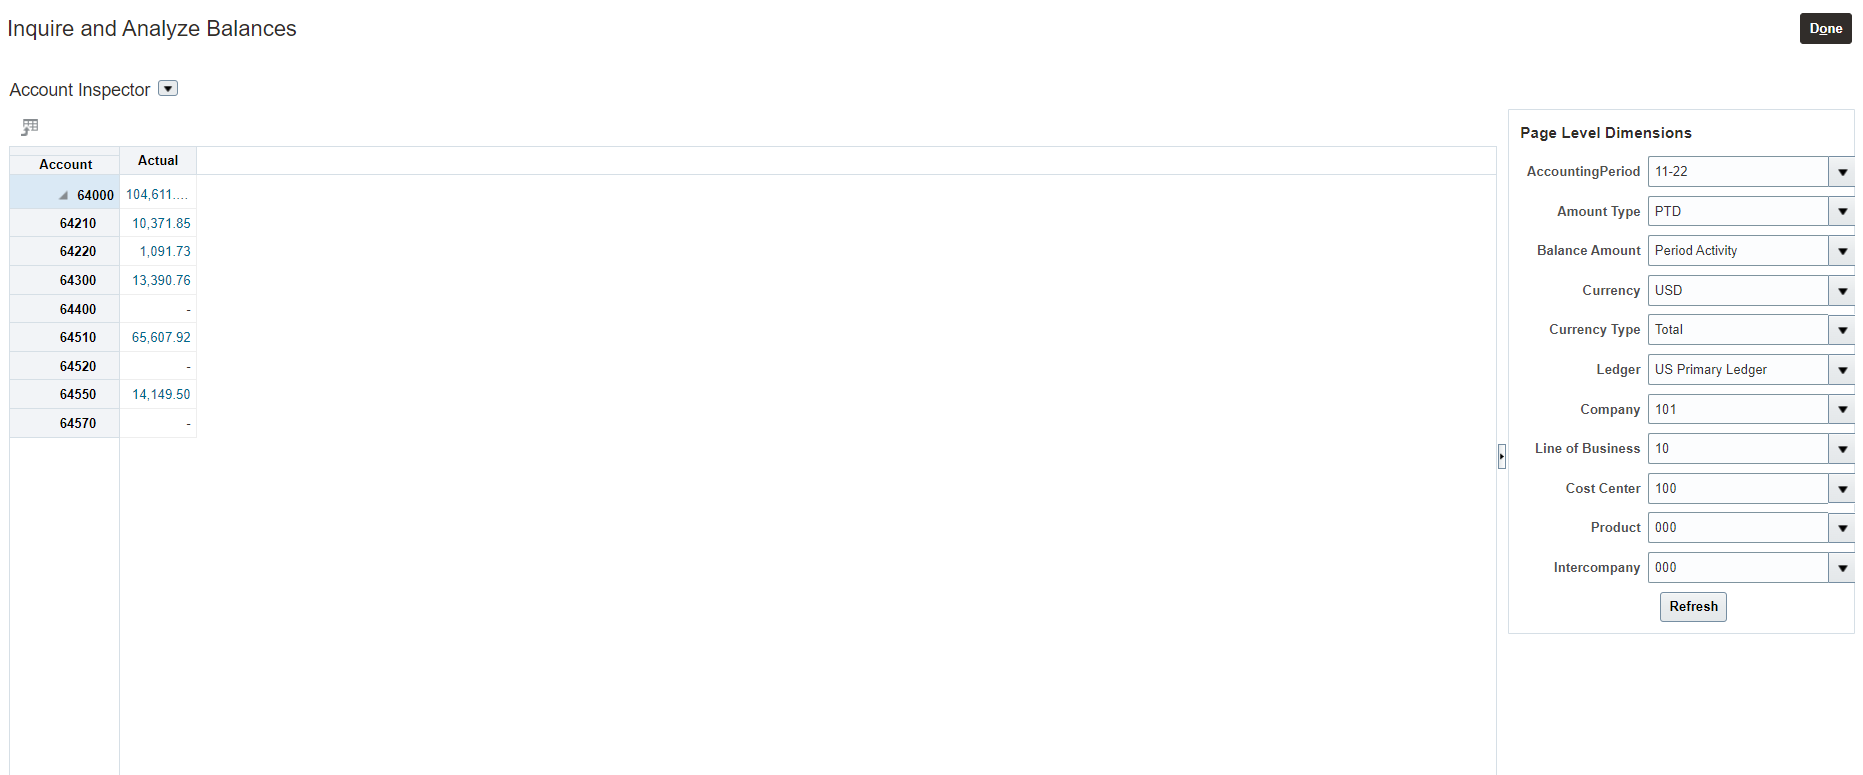 Inquire and Analyze Balances
Done
Account Inspector
Account Actual
64000 104,611....
64210 10,371.85
64220 1,091.73
64300 13,390.76
64400 -
64510 65,607.92
64520 -
64550 14,149.50
64570 -
Page Level Dimensions
AccountingPeriod 11-22
Amount Type PTD
Balance Amount Period Activity
Currency USD
Currency Type Total
Ledger US Primary Ledger
Company 101
Line of Business 10
Cost Center 100
Product 000
Intercompany 000
Refresh